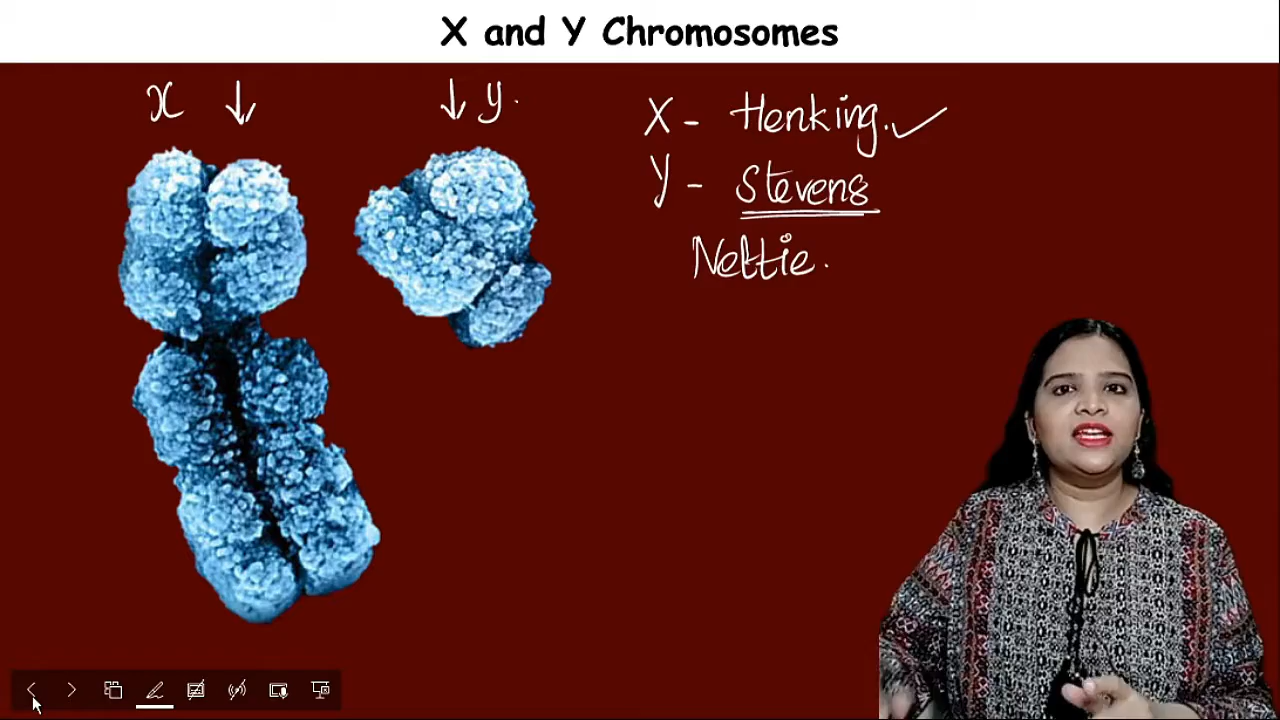 X and Y Chromosomes
x y.
X - Henking.
Y - Stevens
Nettie.